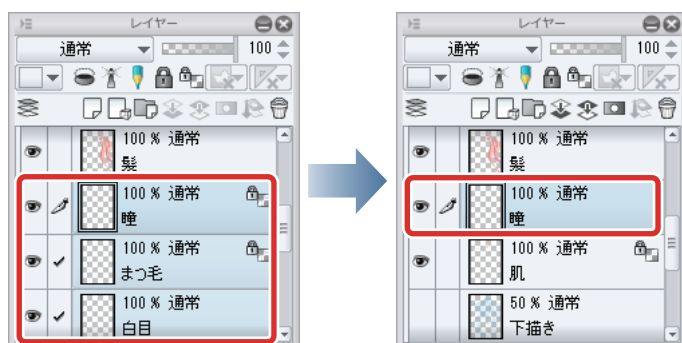 レイヤー
通常 100
100 % 通常
髪
100 % 通常
瞳
100 % 通常
まつ毛
100 % 通常
白目
レイヤー
通常 100
100 % 通常
髪
100 % 通常
瞳
100 % 通常
肌
50 % 通常
下描き